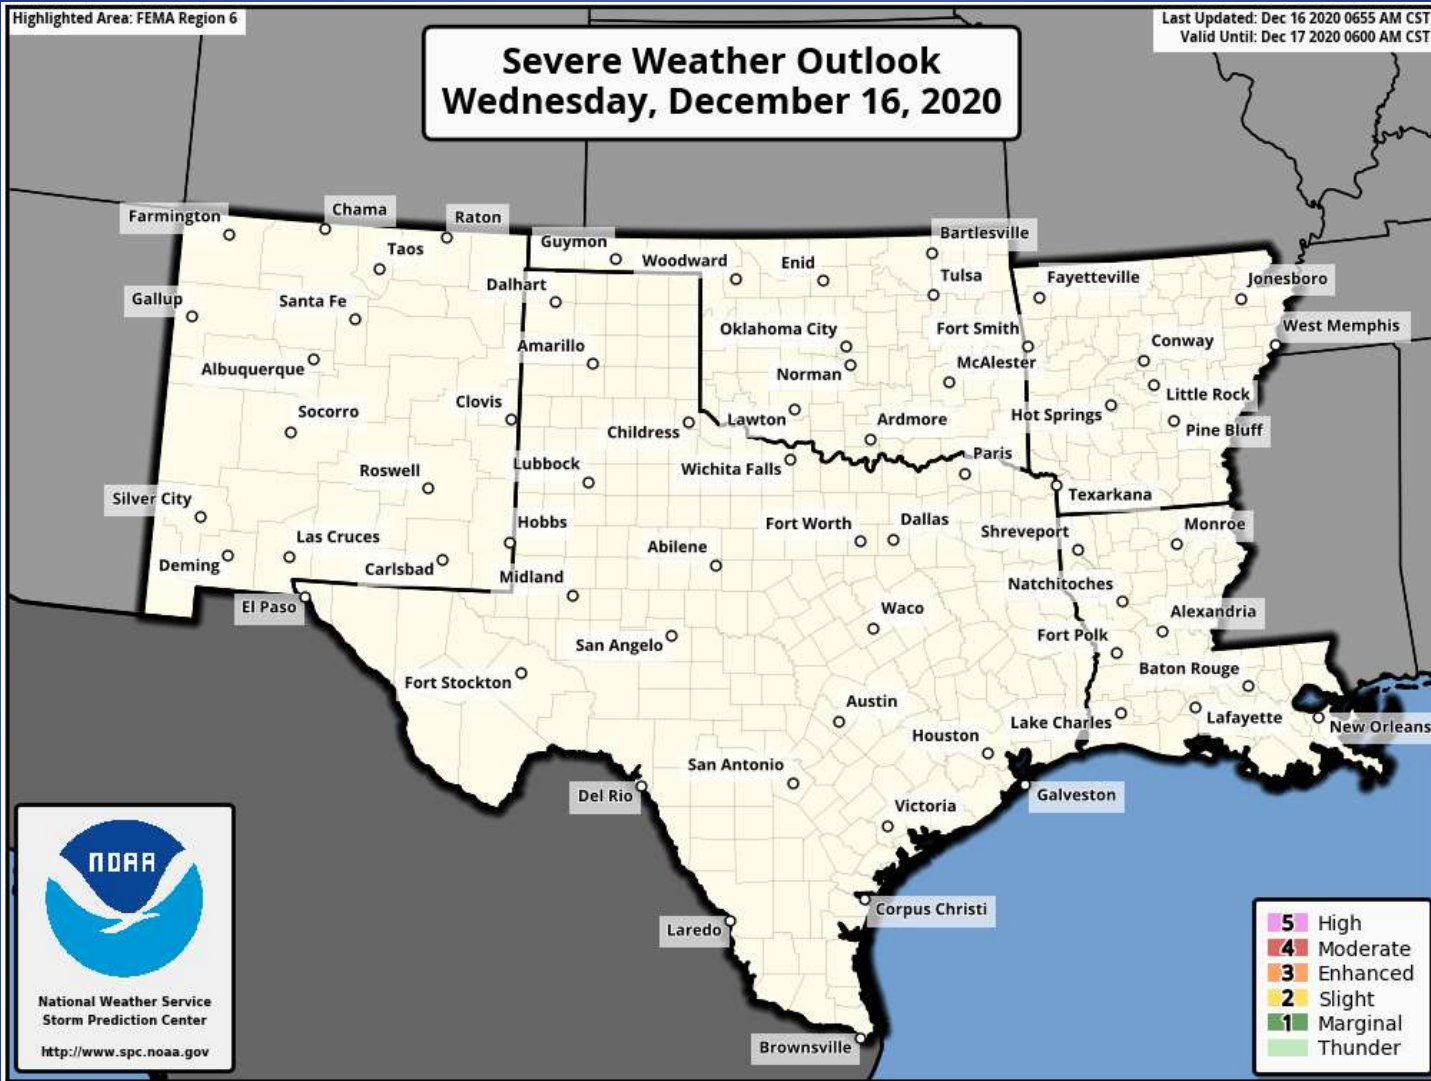 Highlighted Area: FEMA Region 6
Last Updated: Dec 16 2020 0655 AM CST
Valid Until: Dec 17 2020 0600 AM CST
Severe Weather Outlook
Wednesday, December 16, 2020
Farmington
Chama
Raton
Taos
Guymon
Woodward
Enid
Bartlesville
Tulsa
Fayetteville
Jonesboro
Gallup
Santa Fe
Dalhart
Oklahoma City
Fort Smith
West Memphis
Albuquerque
Amarillo
Norman
McAlester
Conway
Little Rock
Socorro
Clovis
Childress
Lawton
Ardmore
Hot Springs
Pine Bluff
Roswell
Lubbock
Wichita Falls
Paris
Texarkana
Silver City
Las Cruces
Hobbs
Fort Worth
Dallas
Shreveport
Monroe
Deming
Carlsbad
Midland
Abilene
Natchitoches
El Paso
San Angelo
Waco
Fort Polk
Alexandria
Fort Stockton
Baton Rouge
Austin
Houston
Lake Charles
Lafayette
New Orleans
San Antonio
Del Rio
Victoria
Galveston
Laredo
Corpus Christi
Brownsville
NOAA
National Weather Service
Storm Prediction Center
http://www.spc.noaa.gov
5 High
4 Moderate
3 Enhanced
2 Slight
1 Marginal
Thunder